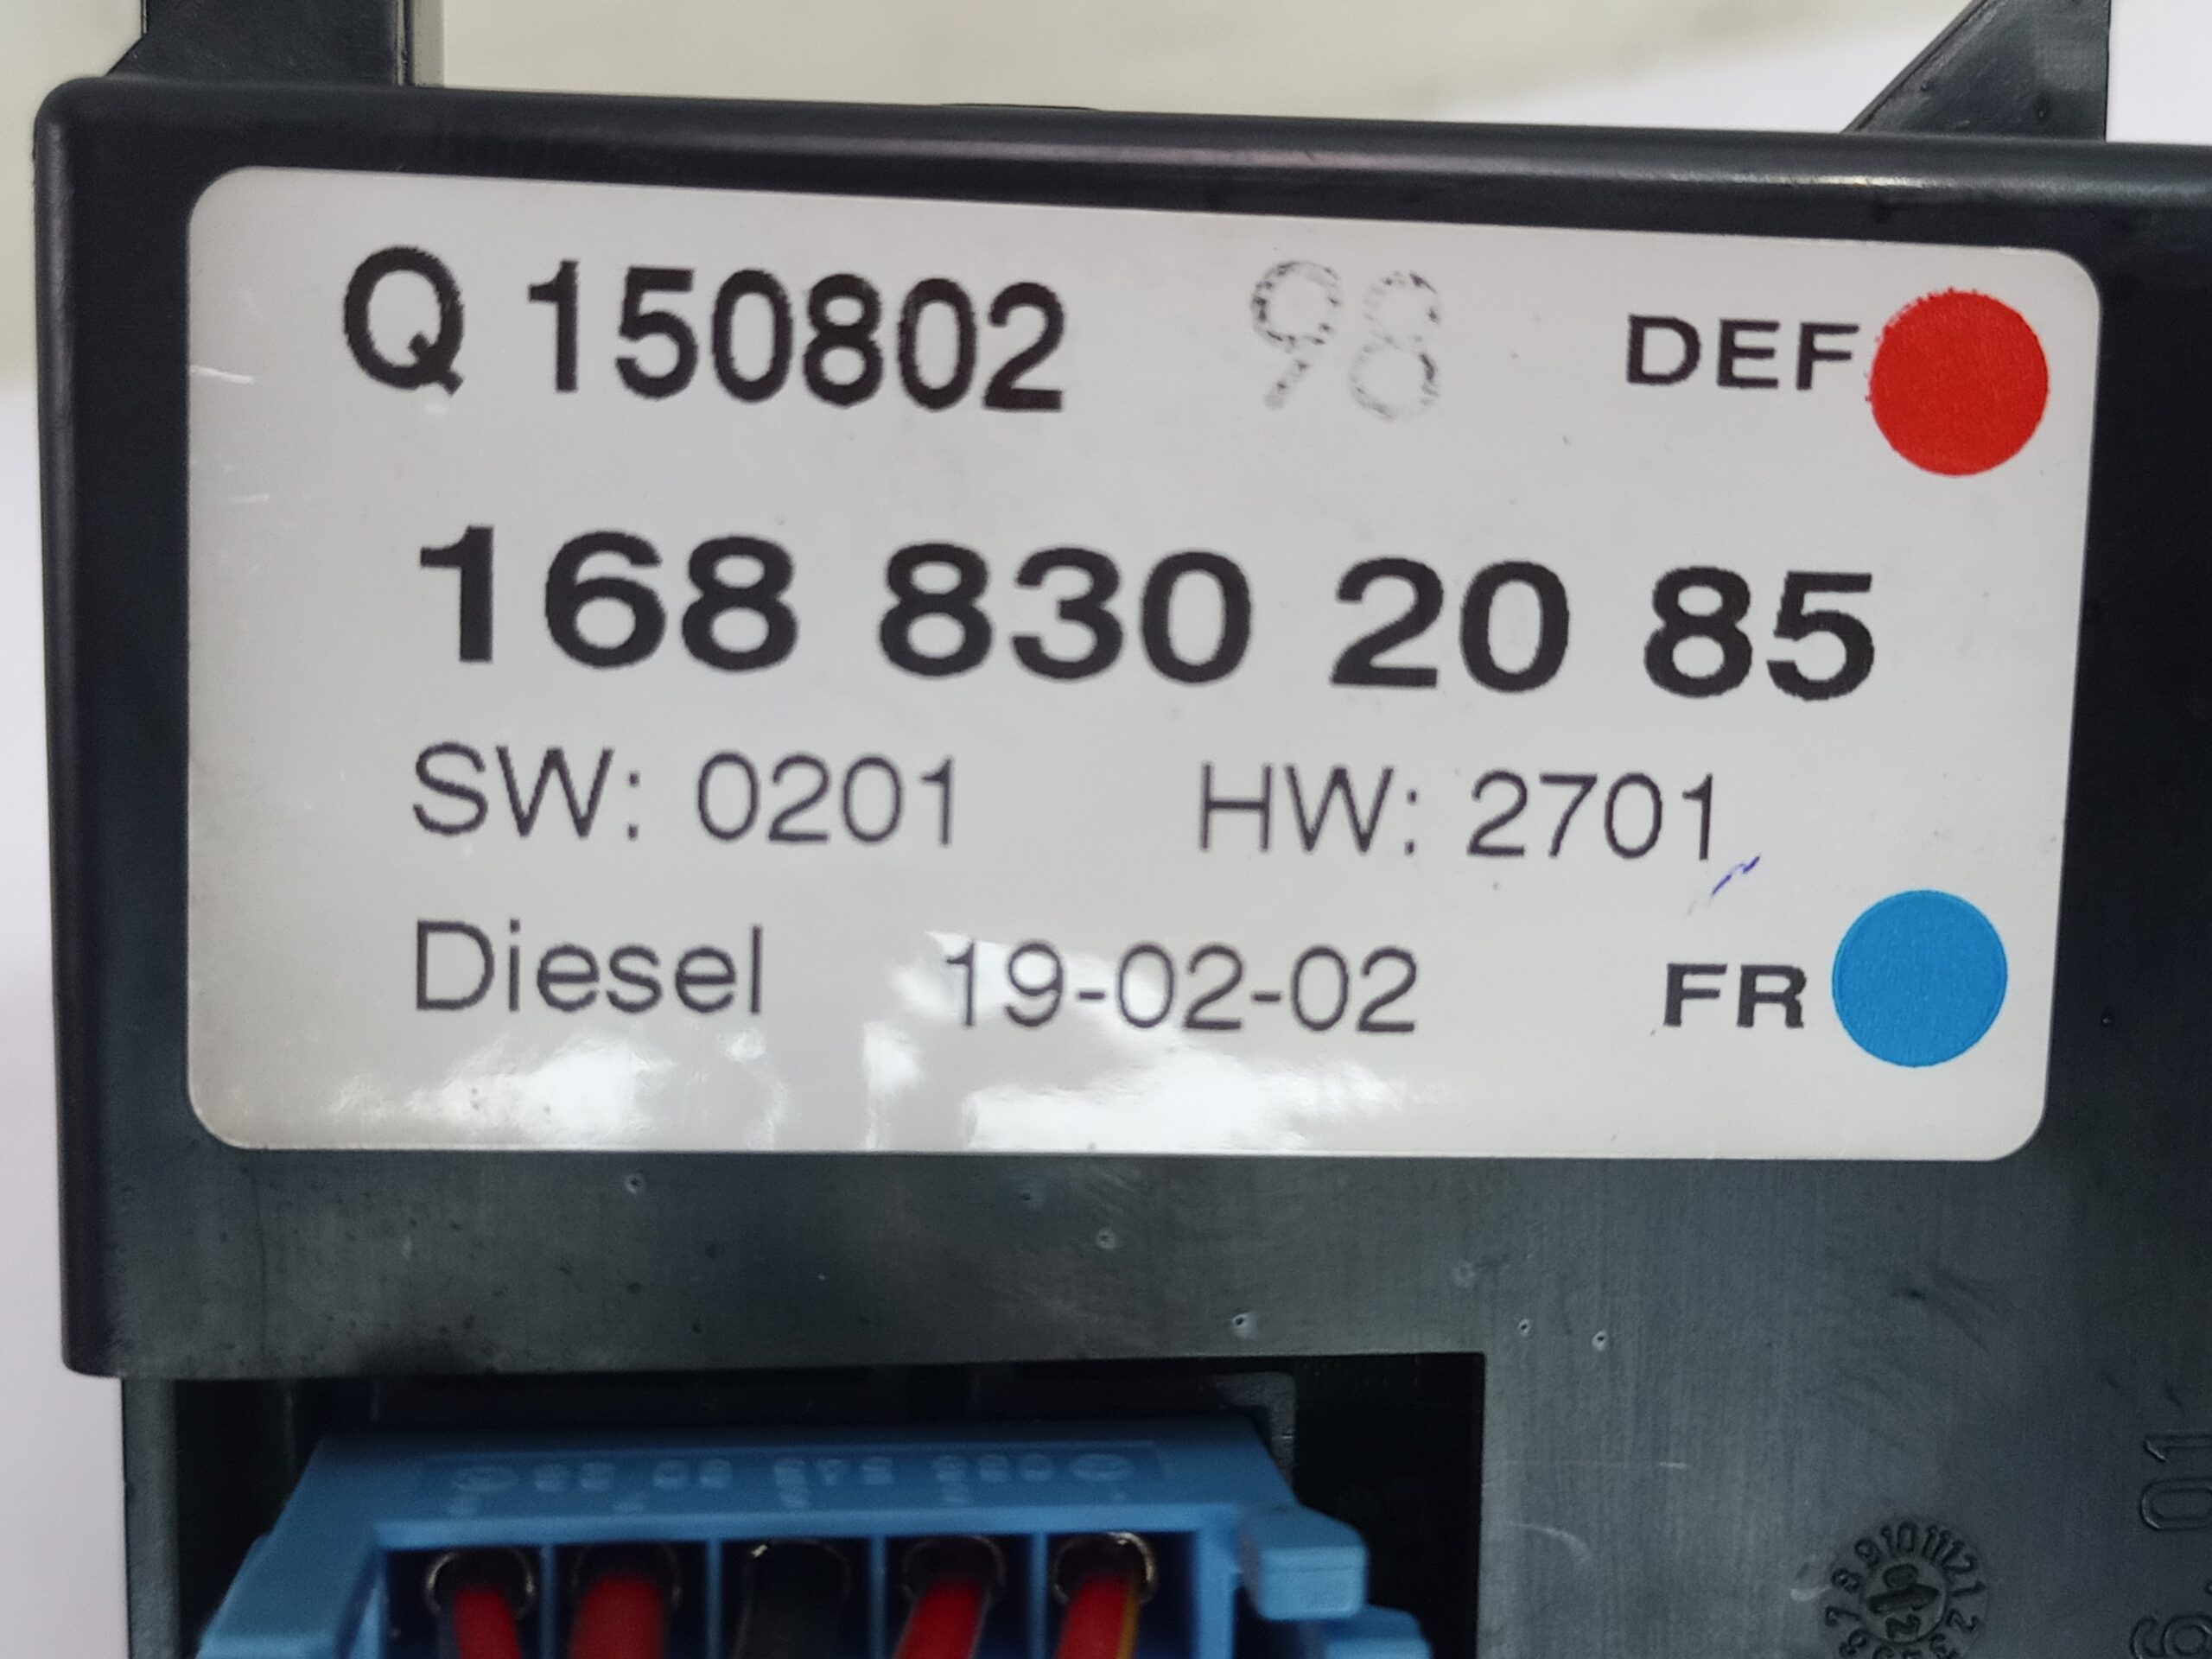 Q 150802 98 DEF
168 830 20 85
SW: 0201 HW: 2701
Diesel 19-02-02 FR